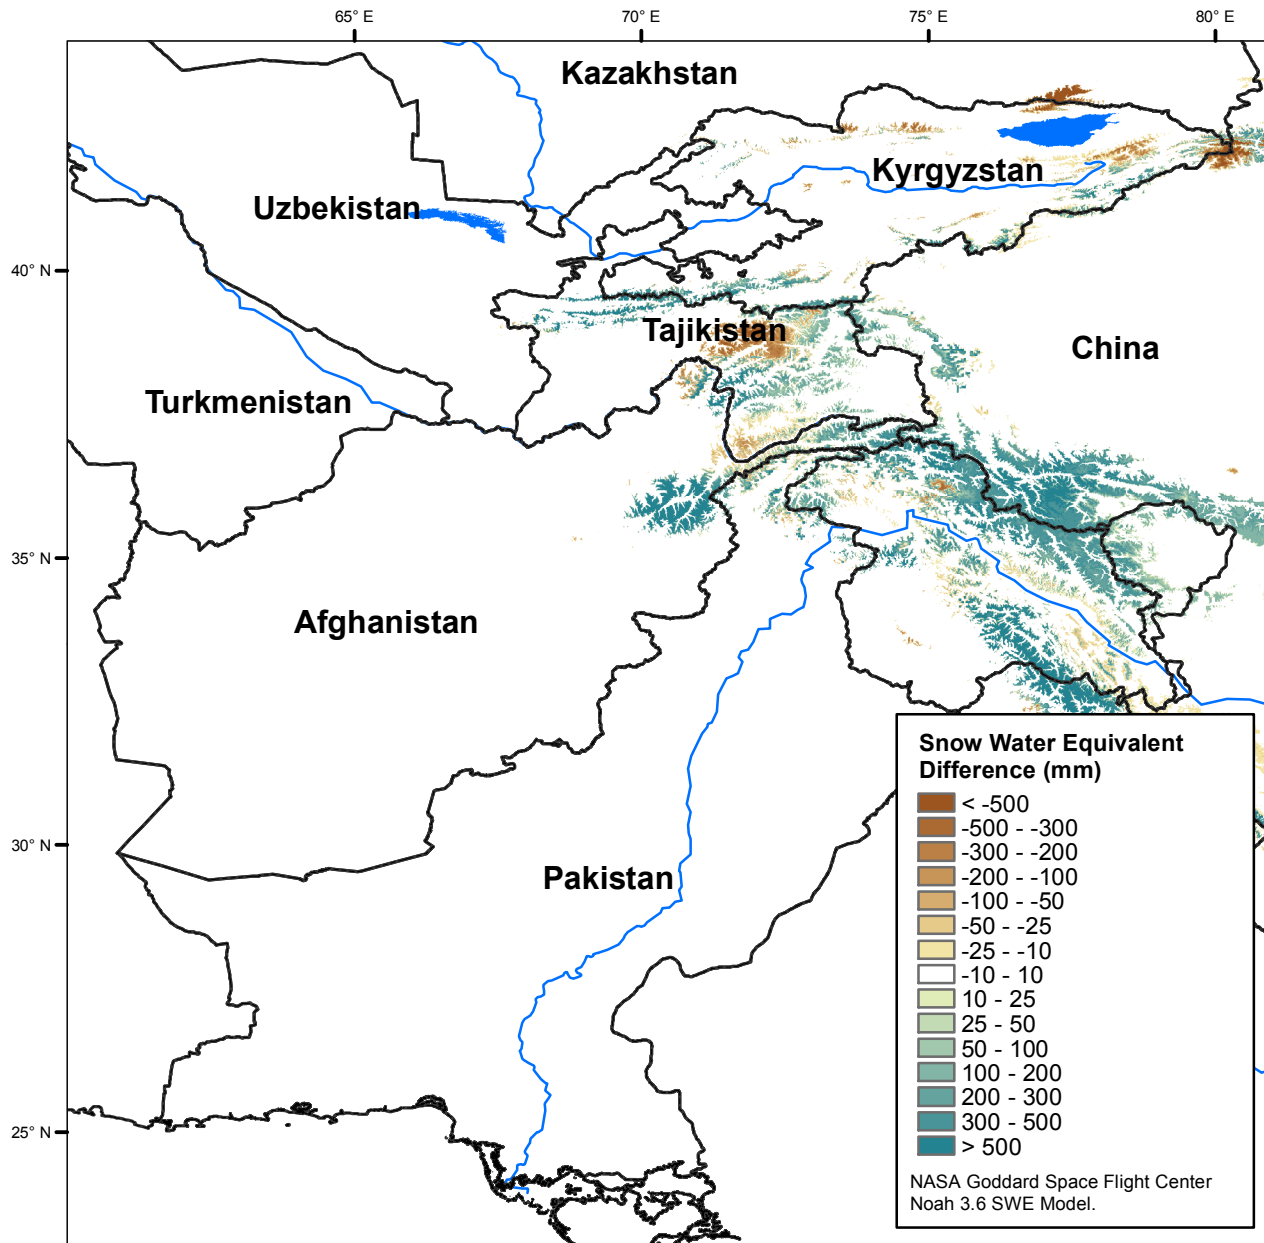 65° E
70° E
75° E
80° E
Kazakhstan
Kyrgyzstan
Uzbekistan
40° N
Tajikistan
China
Turkmenistan
35° N
Afghanistan
Snow Water Equivalent
Difference (mm)
< -500
-500 - -300
-300 - -200
-200 - -100
-100 - -50
-50 - -25
-25 - -10
-10 - 10
10 - 25
25 - 50
50 - 100
100 - 200
200 - 300
300 - 500
> 500
NASA Goddard Space Flight Center
Noah 3.6 SWE Model.
30° N
Pakistan
25° N